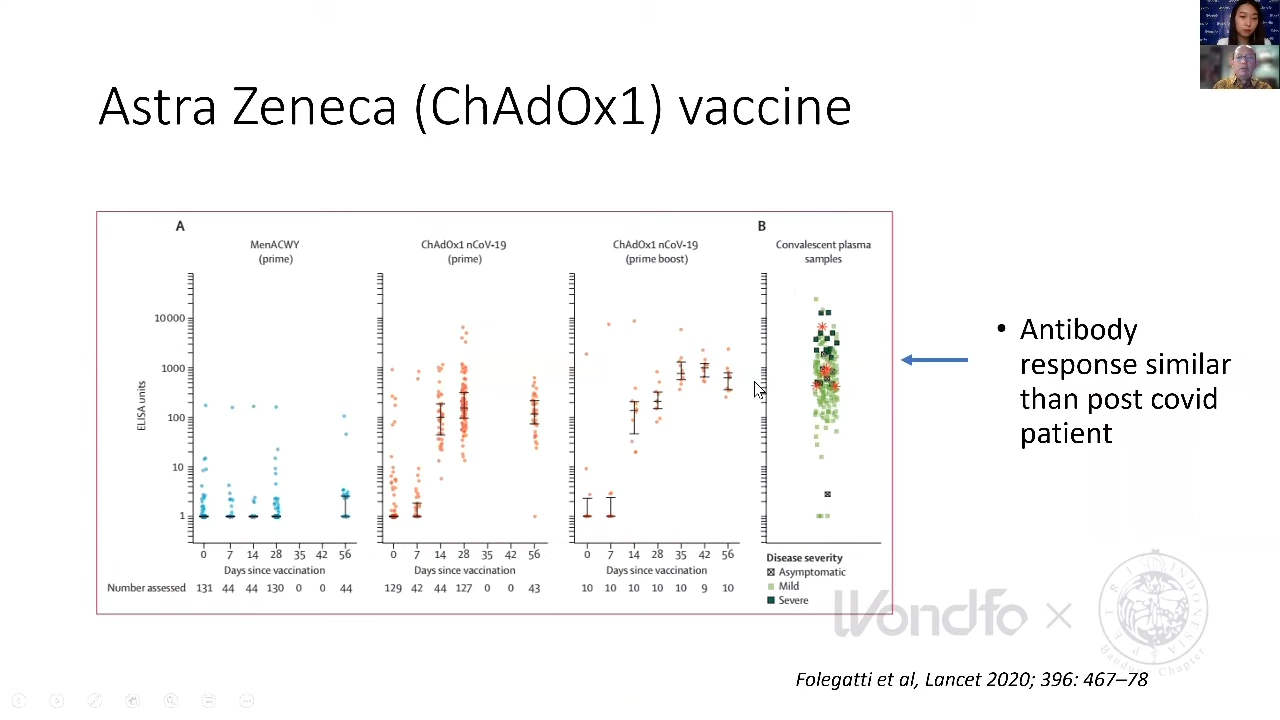 Astra Zeneca (ChAdOx1) vaccine
A
B
MenACWY
(prime)
ChAdOx1 nCoV-19
(prime)
ChAdOx1 nCoV-19
(prime boost)
Convalescent plasma
samples
ELISA units
10 000
1000
100
10
1
0 7 14 28 35 42 56
0 7 14 28 35 42 56
0 7 14 28 35 42 56
Days since vaccination
Days since vaccination
Days since vaccination
Number assessed 131 44 44 130 0 0 44
129 42 44 127 0 0 43
10 10 10 10 10 9 10
Disease severity
Asymptomatic
Mild
Severe
• Antibody
response similar
than post covid
patient
Wondfo ×
Bandung Chapter
Folegatti et al, Lancet 2020; 396: 467–78